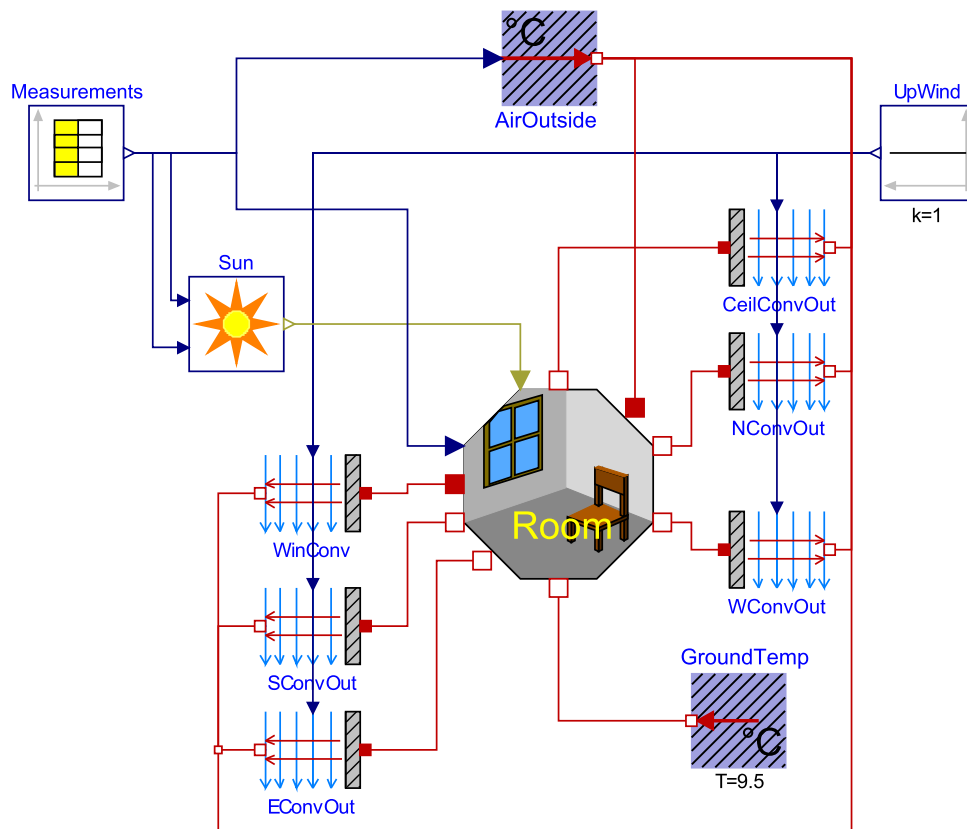 °C
Measurements
UpWind
AirOutside
k=1
Sun
CeilConvOut
NConvOut
Room
WinConv
WConvOut
SConvOut
GroundTemp
°C
T=9.5
EConvOut